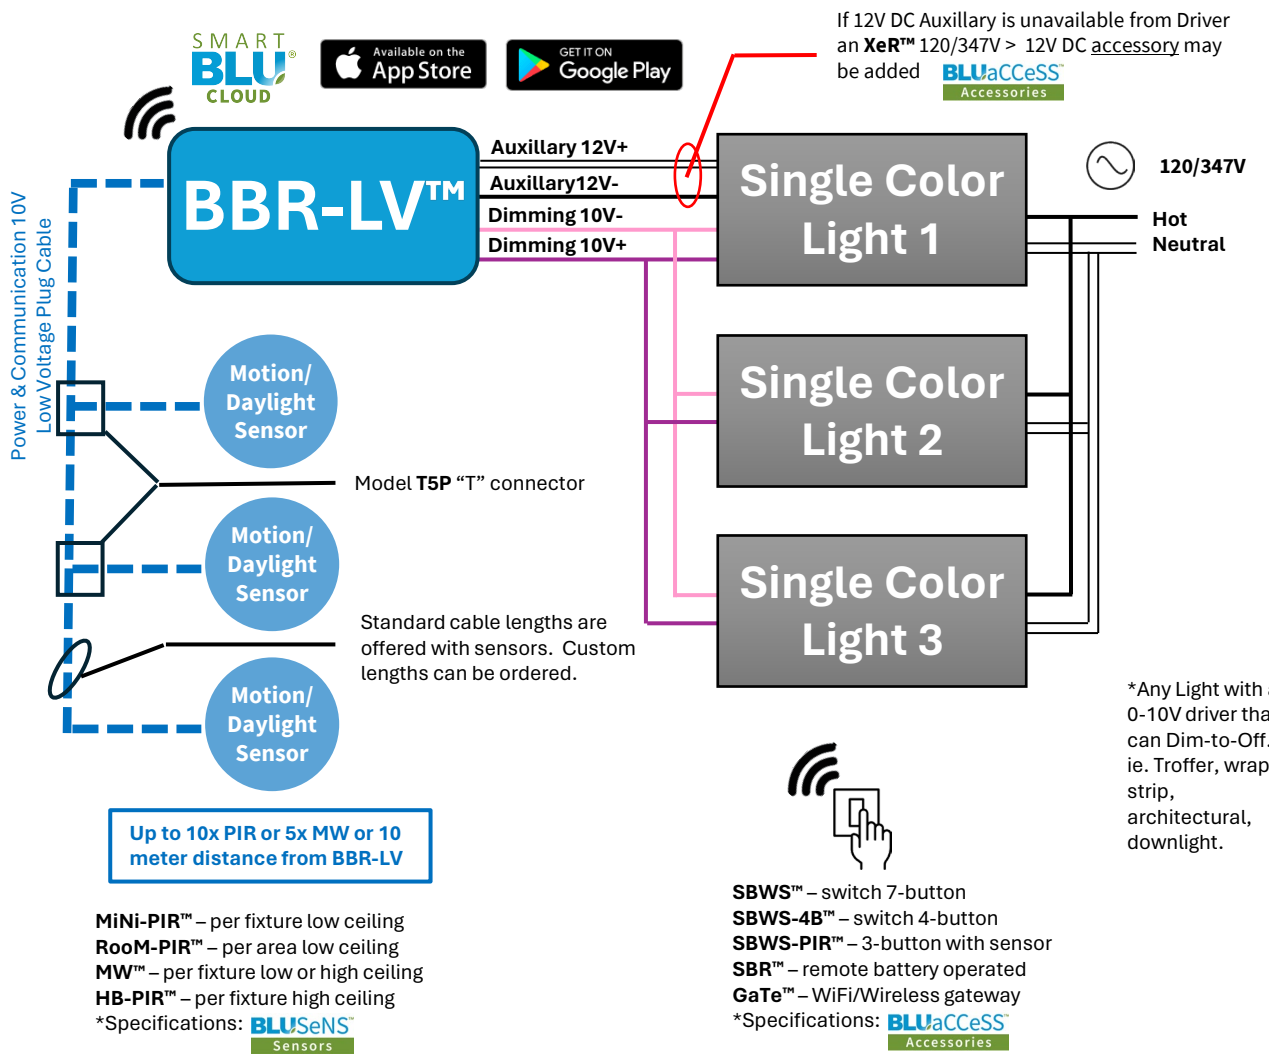 SMART
BLU®
CLOUD
Available on the
App Store
GET IT ON
Google Play
If 12V DC Auxillary is unavailable from Driver
an XeR™ 120/347V > 12V DC accessory may
be added BLUaCCeSS™
Accessories
BBR-LV™
Auxillary 12V+
Auxillary12V-
Dimming 10V-
Dimming 10V+
Single Color
Light 1
120/347V
Hot
Neutral
Power & Communication 10V
Low Voltage Plug Cable
Motion/
Daylight
Sensor
Single Color
Light 2
Model T5P “T” connector
Motion/
Daylight
Sensor
Single Color
Light 3
Standard cable lengths are
offered with sensors. Custom
lengths can be ordered.
Motion/
Daylight
Sensor
*Any Light with a
0-10V driver tha
can Dim-to-Off.
ie. Troffer, wrap
strip,
architectural,
downlight.
Up to 10x PIR or 5x MW or 10
meter distance from BBR-LV
MiNi-PIR™ – per fixture low ceiling
RooM-PIR™ – per area low ceiling
MW™ – per fixture low or high ceiling
HB-PIR™ – per fixture high ceiling
*Specifications: BLUSeNS™
Sensors
SBWS™ – switch 7-button
SBWS-4B™ – switch 4-button
SBWS-PIR™ – 3-button with sensor
SBR™ – remote battery operated
GaTe™ – WiFi/Wireless gateway
*Specifications: BLUaCCeSS™
Accessories